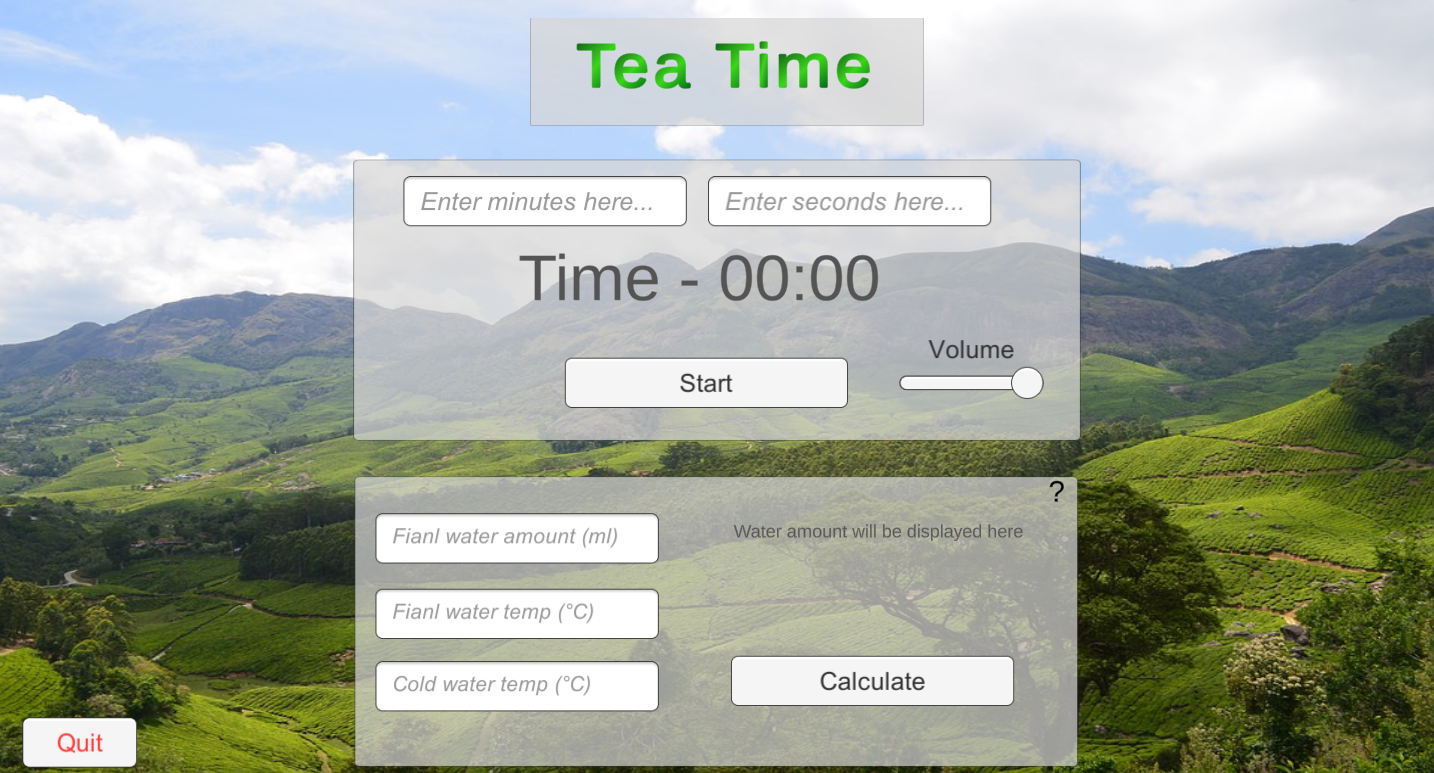 Tea Time
Enter minutes here...
Enter seconds here...
Time - 00:00
Volume
Start
?
Fianl water amount (ml)
Water amount will be displayed here
Fianl water temp (°C)
Cold water temp (°C)
Calculate
Quit